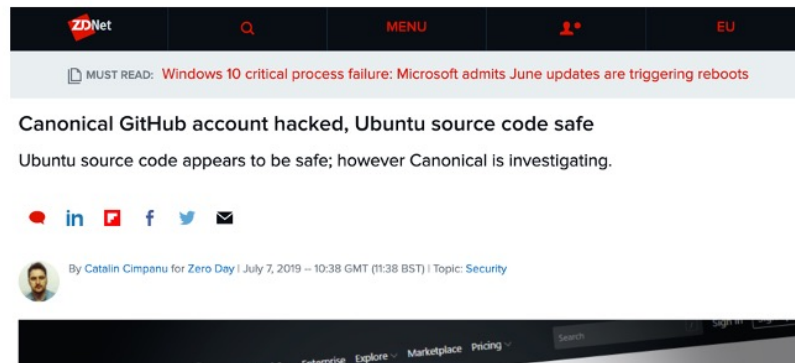 ZDNet
MENU
EU
MUST READ: Windows 10 critical process failure: Microsoft admits June updates are triggering reboots
Canonical GitHub account hacked, Ubuntu source code safe
Ubuntu source code appears to be safe; however Canonical is investigating.
in f
By Catalin Cimpanu for Zero Day | July 7, 2019 -- 10:38 GMT (11:38 BST) | Topic: Security
Enterprise Explore Marketplace Pricing Search Sign in